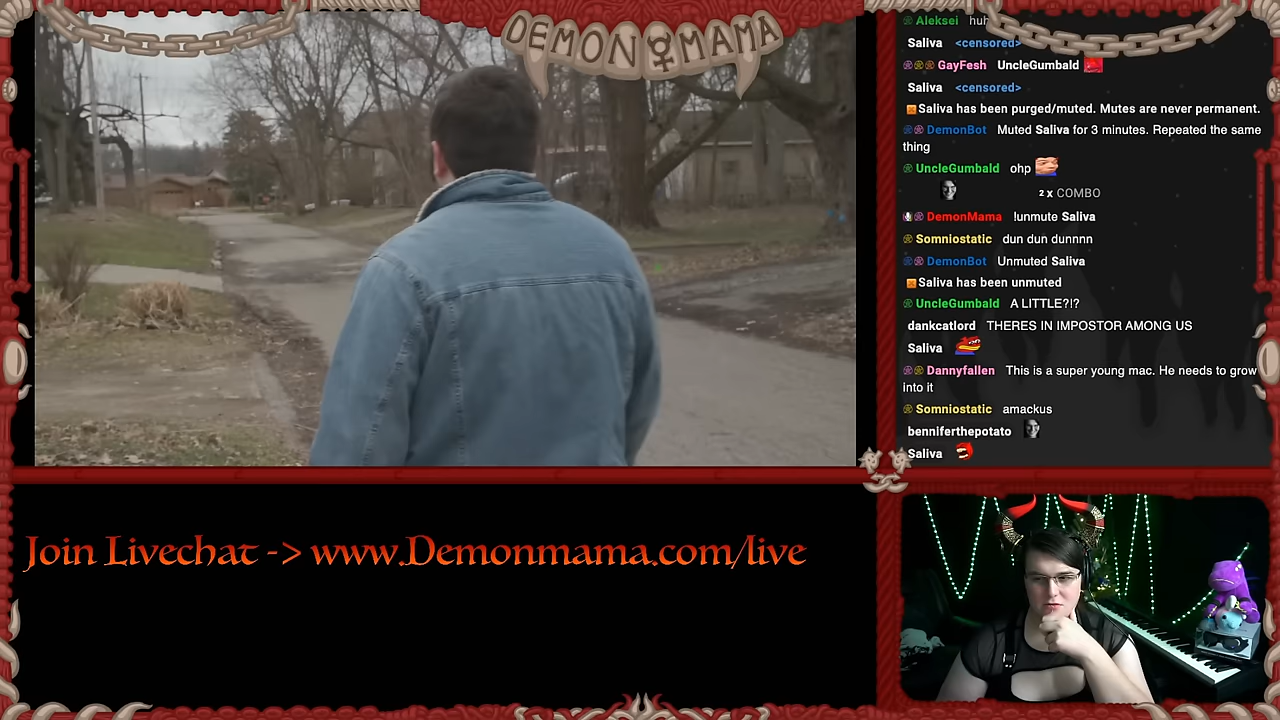 DEMON MAMA
Aleksei huh
Saliva <censored>
GayFesh UncleGumbald
Saliva <censored>
Saliva has been purged/muted. Mutes are never permanent.
DemonBot Muted Saliva for 3 minutes. Repeated the same
thing
UncleGumbald ohp
2 x COMBO
DemonMama !unmute Saliva
Somniostatic dun dun dunnnn
DemonBot Unmuted Saliva
Saliva has been unmuted
UncleGumbald A LITTLE?!?
dankcatlord THERES IN IMPOSTOR AMONG US
Saliva
Dannyfallen This is a super young mac. He needs to grow
into it
Somniostatic amackus
benniferthepotato
Saliva
Join Livechat -> www.Demonmama.com/live